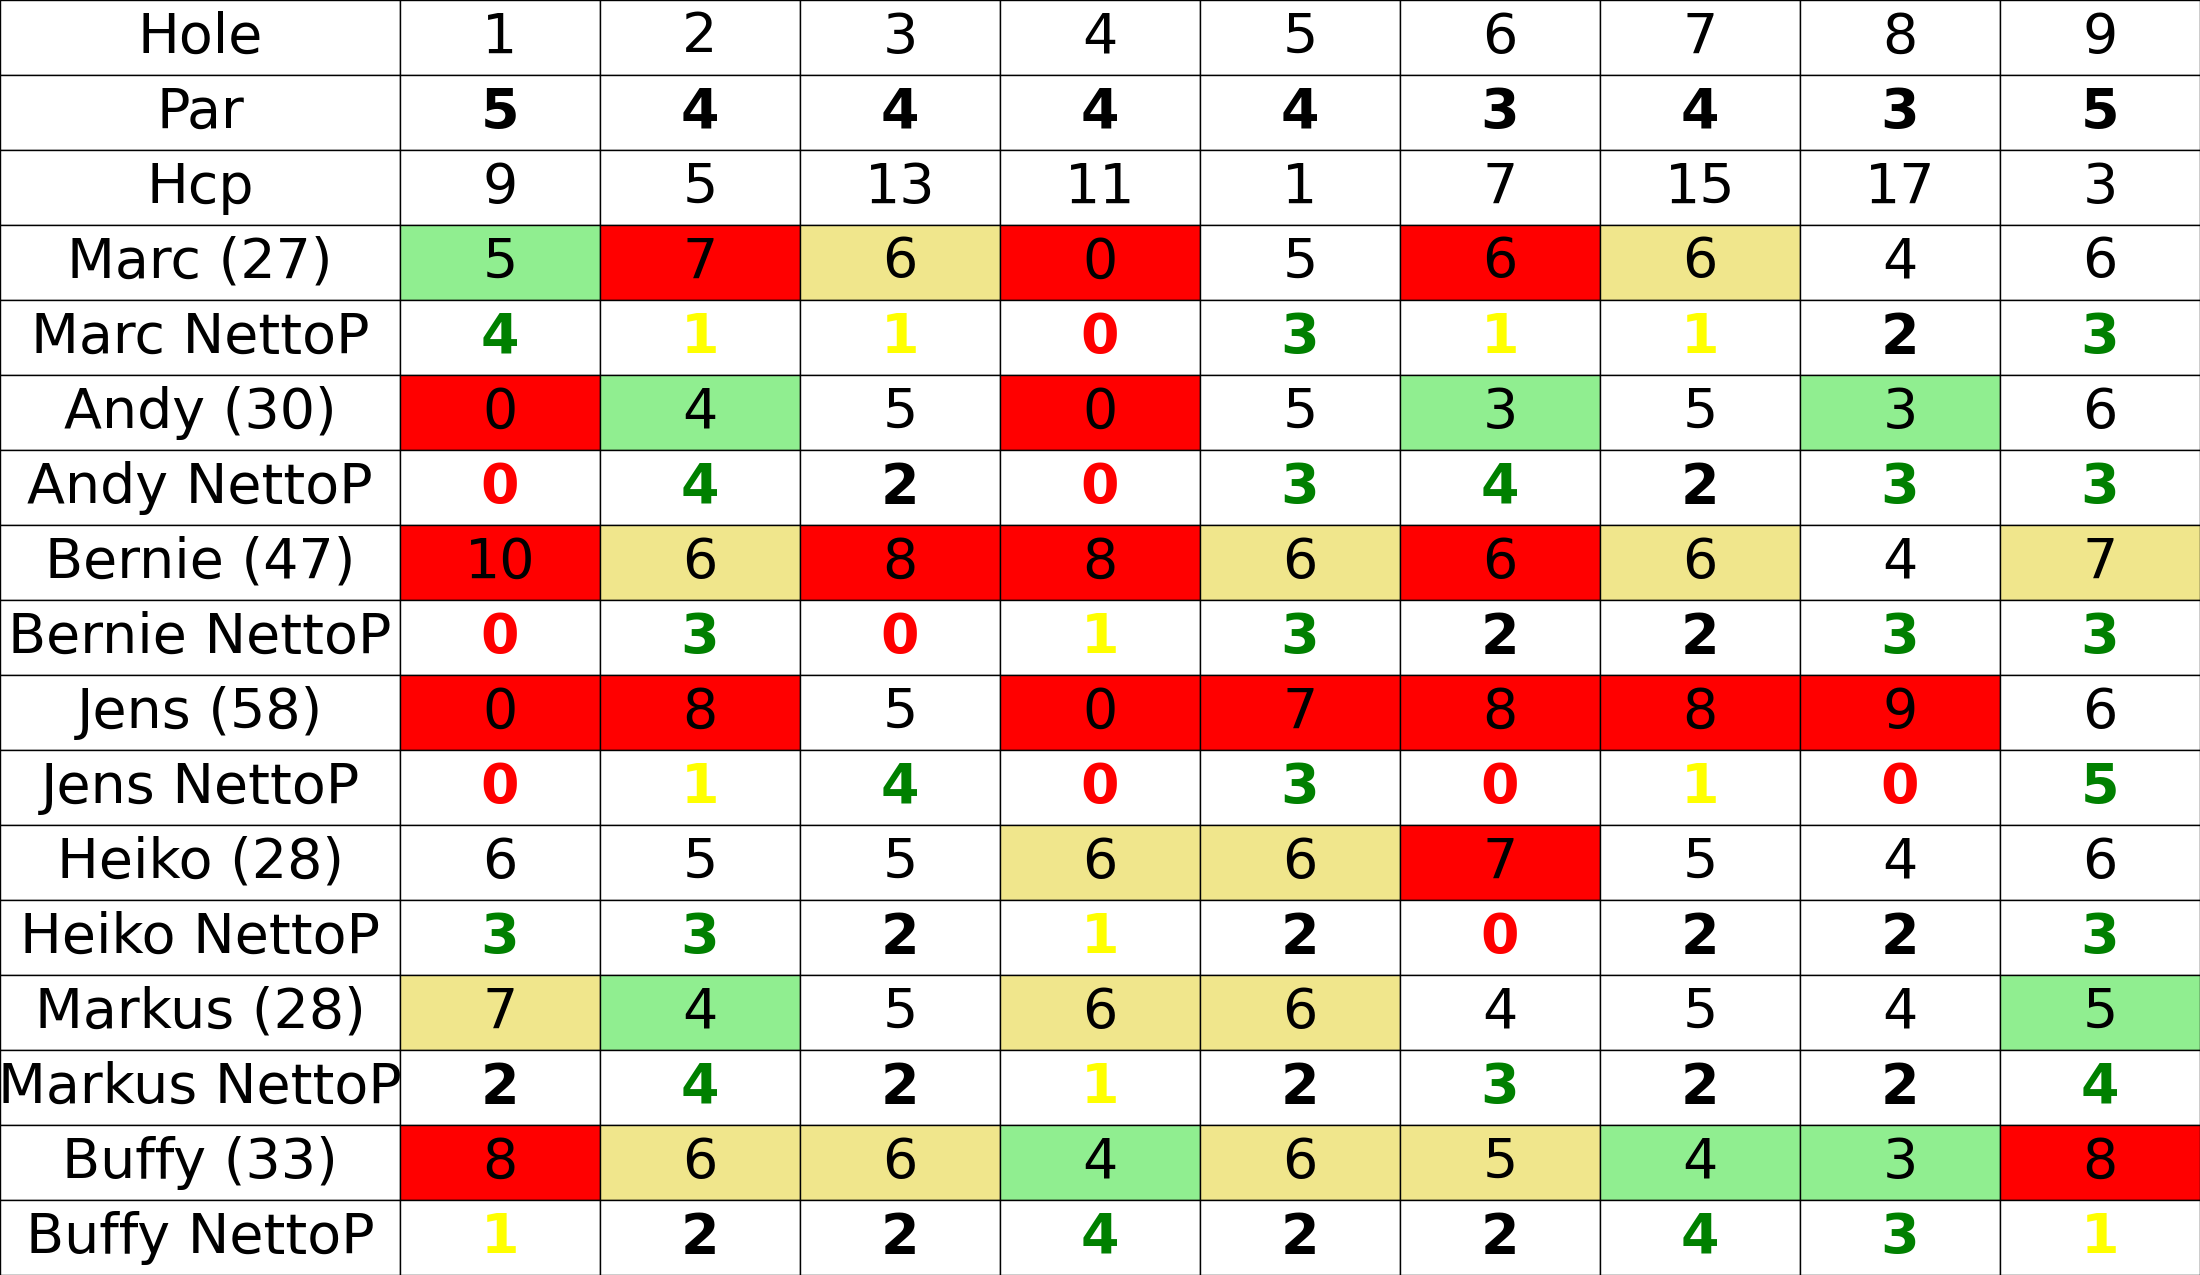 Hole 1 2 3 4 5 6 7 8 9
Par 5 4 4 4 4 3 4 3 5
Hcp 9 5 13 11 1 7 15 17 3
Marc (27) 5 7 6 0 5 6 6 4 6
Marc NettoP 4 1 1 0 3 1 1 2 3
Andy (30) 0 4 5 0 5 3 5 3 6
Andy NettoP 0 4 2 0 3 4 2 3 3
Bernie (47) 10 6 8 8 6 6 6 4 7
Bernie NettoP 0 3 0 1 3 2 2 3 3
Jens (58) 0 8 5 0 7 8 8 9 6
Jens NettoP 0 1 4 0 3 0 1 0 5
Heiko (28) 6 5 5 6 6 7 5 4 6
Heiko NettoP 3 3 2 1 2 0 2 2 3
Markus (28) 7 4 5 6 6 4 5 4 5
Markus NettoP 2 4 2 1 2 3 2 2 4
Buffy (33) 8 6 6 4 6 5 4 3 8
Buffy NettoP 1 2 2 4 2 2 4 3 1